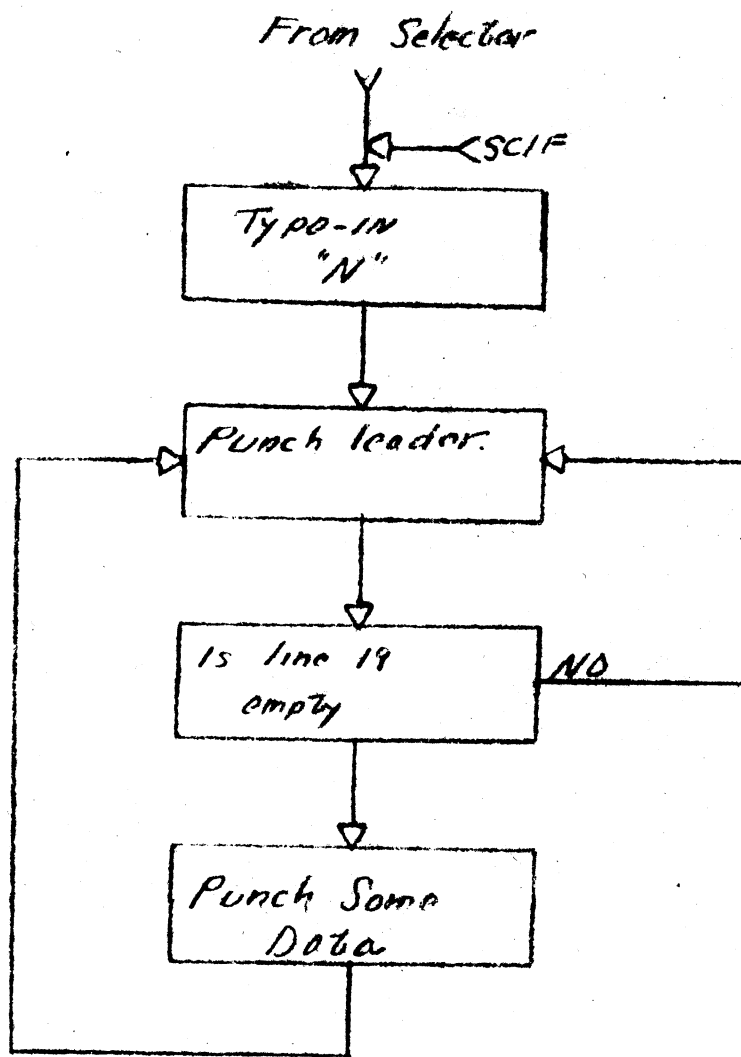 From Selector
SCIF
Type-IN
"N"
Punch leader.
Is line 19
empty
NO
Punch Some
Data